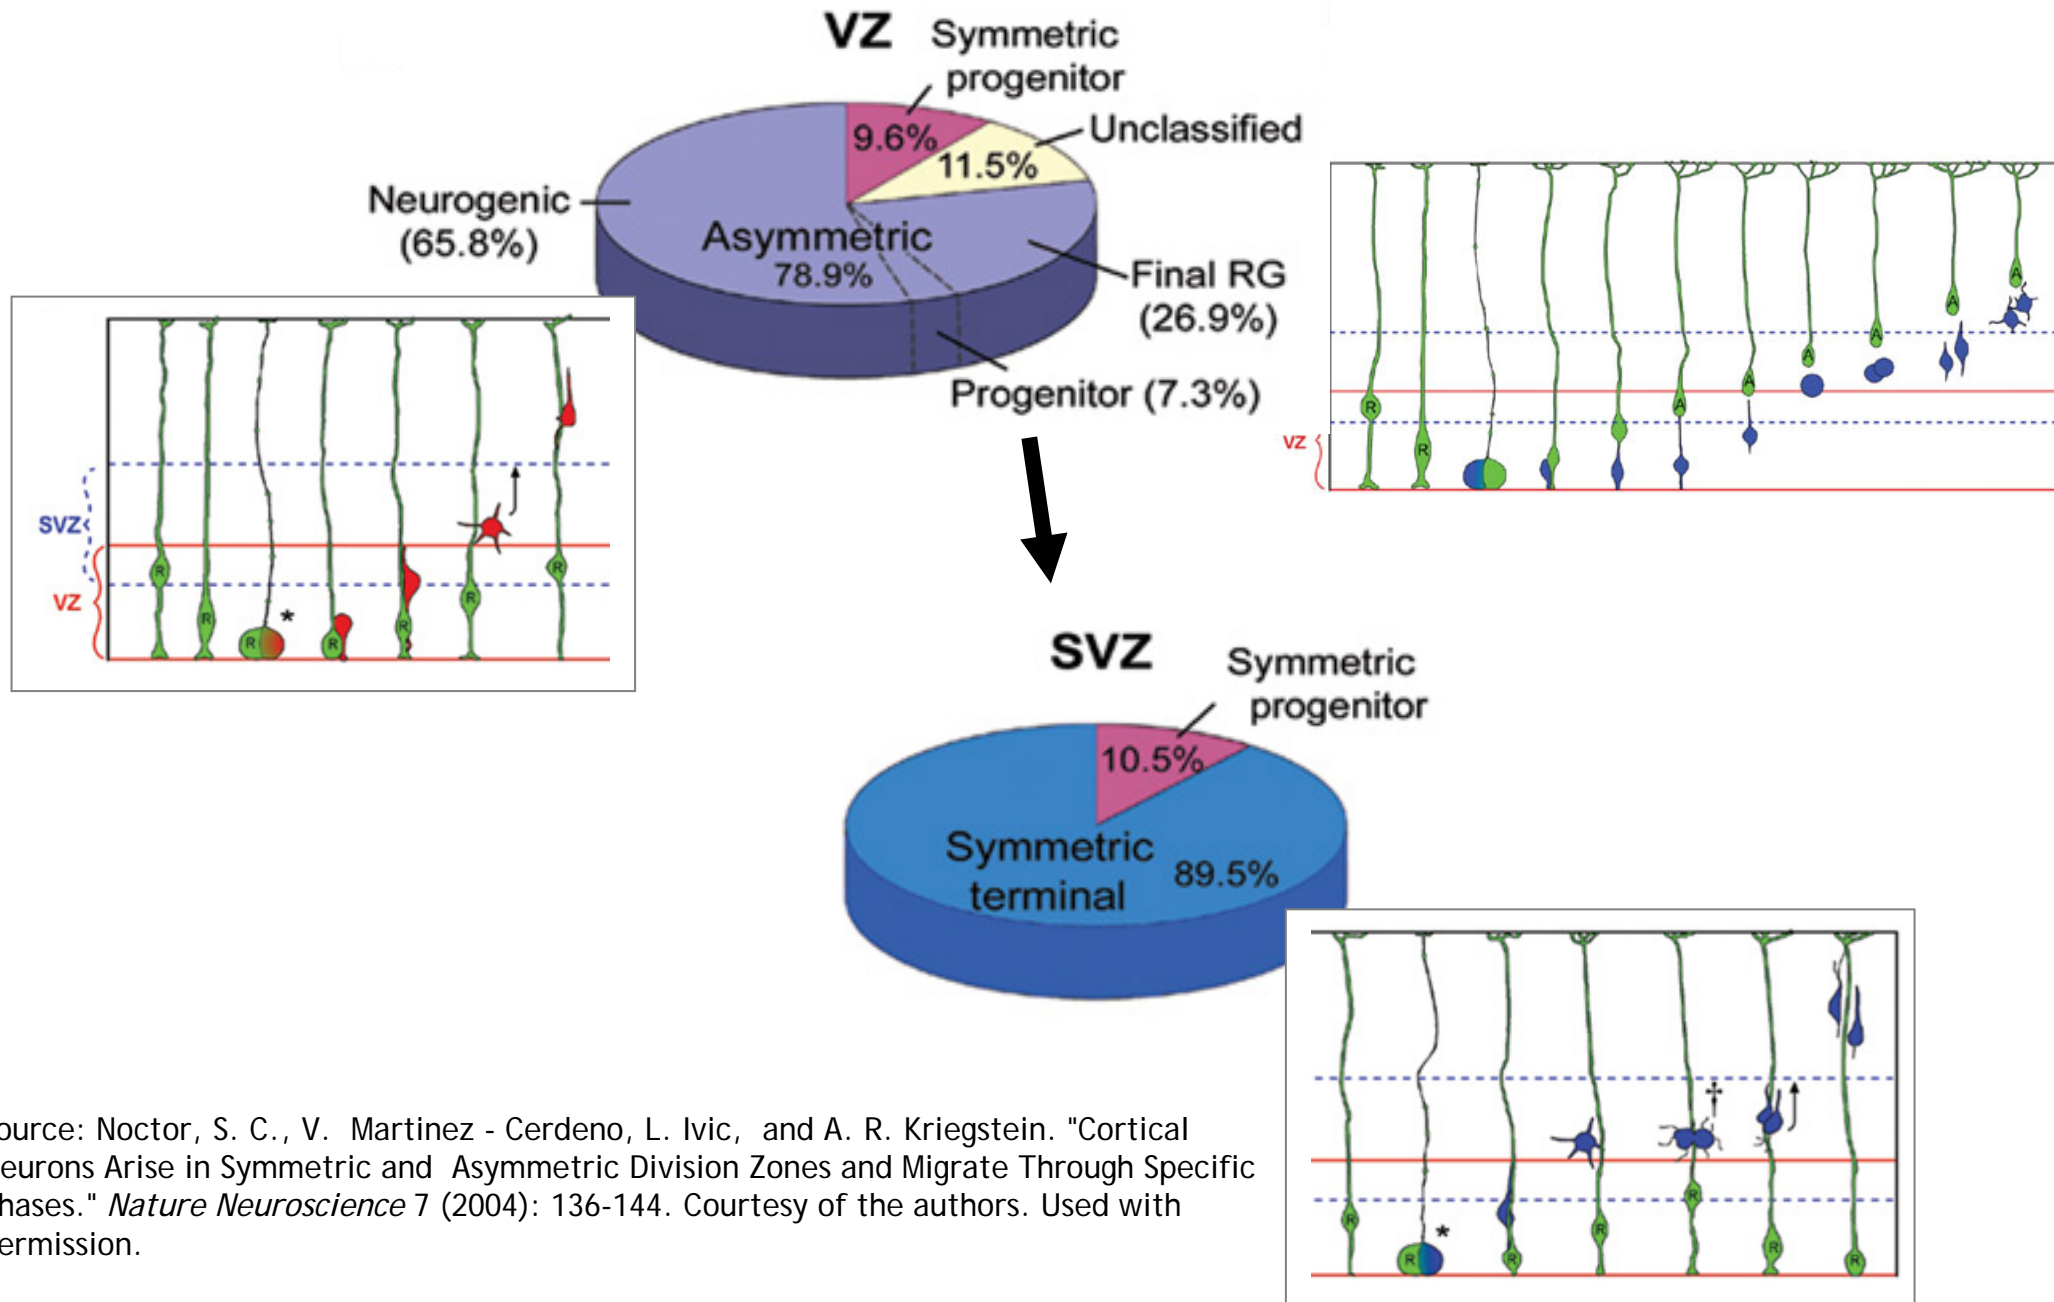 VZ
Symmetric
progenitor
9.6%
Unclassified
11.5%
Neurogenic
(65.8%)
Asymmetric
78.9%
Final RG
(26.9%)
Progenitor (7.3%)
SVZ
VZ
R
R
R
*
R
R
R
R
VZ
R
R
A
A
A
A
A
A
SVZ
Symmetric
progenitor
10.5%
Symmetric
terminal
89.5%
R
R
*
R
R
R
†
R
R
ource: Noctor, S. C., V. Martinez - Cerdeno, L. Ivic, and A. R. Kriegstein. "Cortical
eurons Arise in Symmetric and Asymmetric Division Zones and Migrate Through Specific
hases." Nature Neuroscience 7 (2004): 136-144. Courtesy of the authors. Used with
ermission.